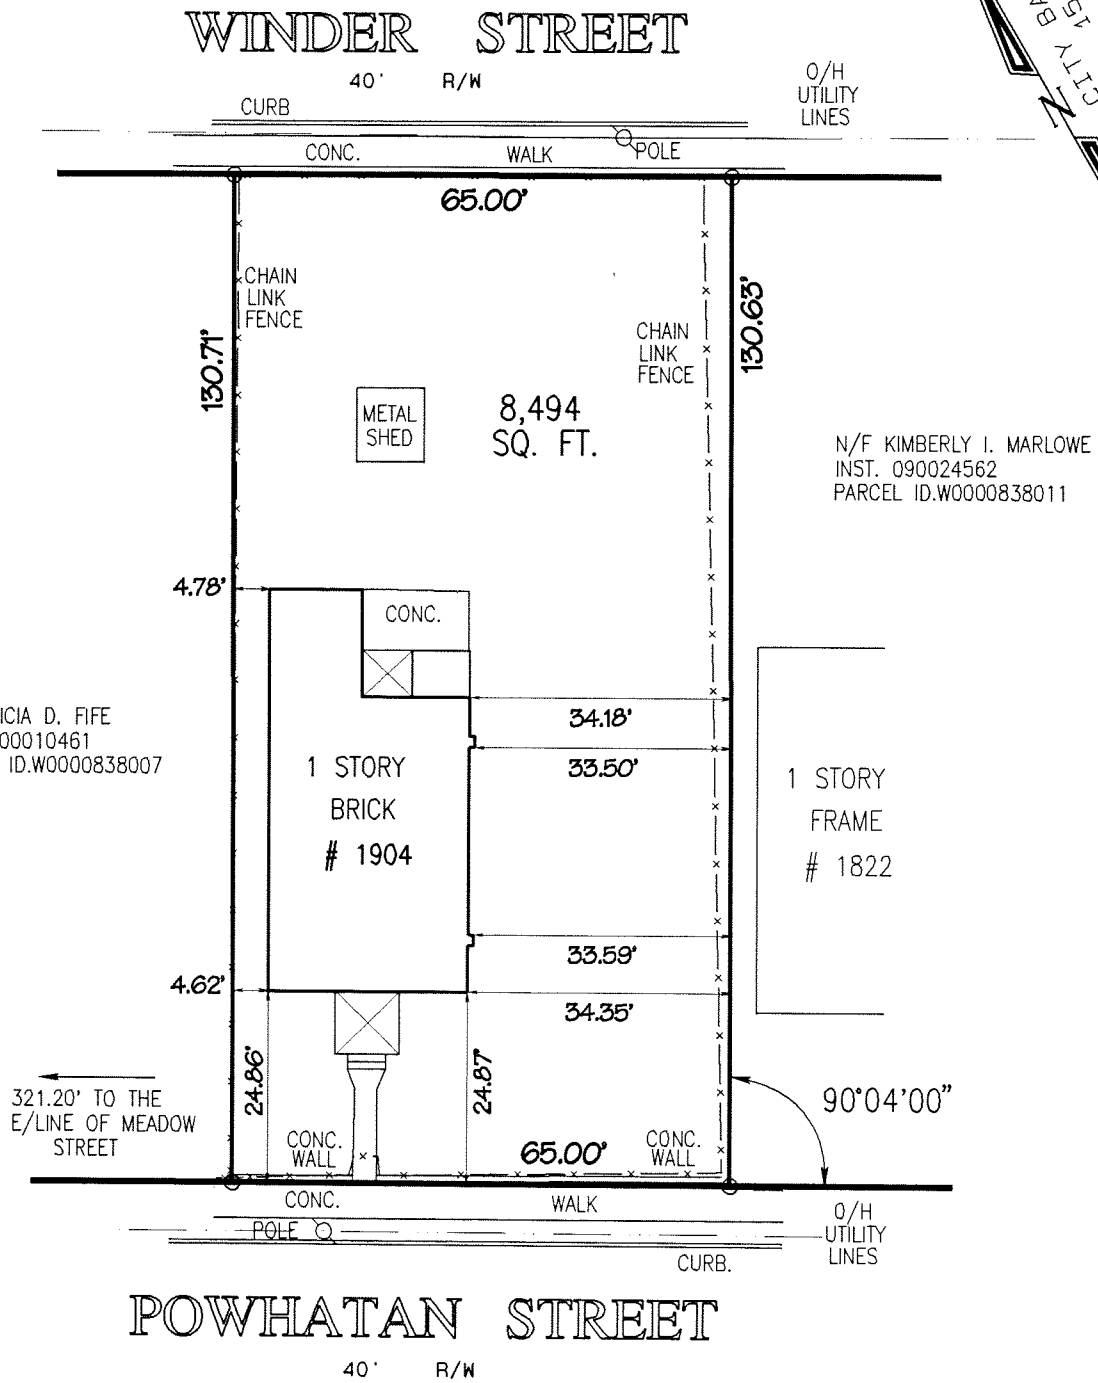 WINDER STREET
40' R/W
CITY BA
15
N
O/H
UTILITY
LINES
CURB
CONC. WALK
POLE
65.00'
CHAIN
LINK
FENCE
130.71'
CHAIN
LINK
FENCE
130.63'
METAL
SHED
8,494
SQ. FT.
N/F KIMBERLY I. MARLOWE
INST. 090024562
PARCEL ID.W0000838011
4.78'
CONC.
34.18'
33.50'
ICIA D. FIFE
00010461
ID.W0000838007
1 STORY
BRICK
# 1904
1 STORY
FRAME
# 1822
33.59'
4.62'
34.35'
24.86'
24.87'
90°04'00"
321.20' TO THE
E/LINE OF MEADOW
STREET
CONC.
WALL
65.00'
CONC.
WALL
CONC. WALK
POLE
O/H
UTILITY
LINES
CURB.
POWHATAN STREET
40' R/W